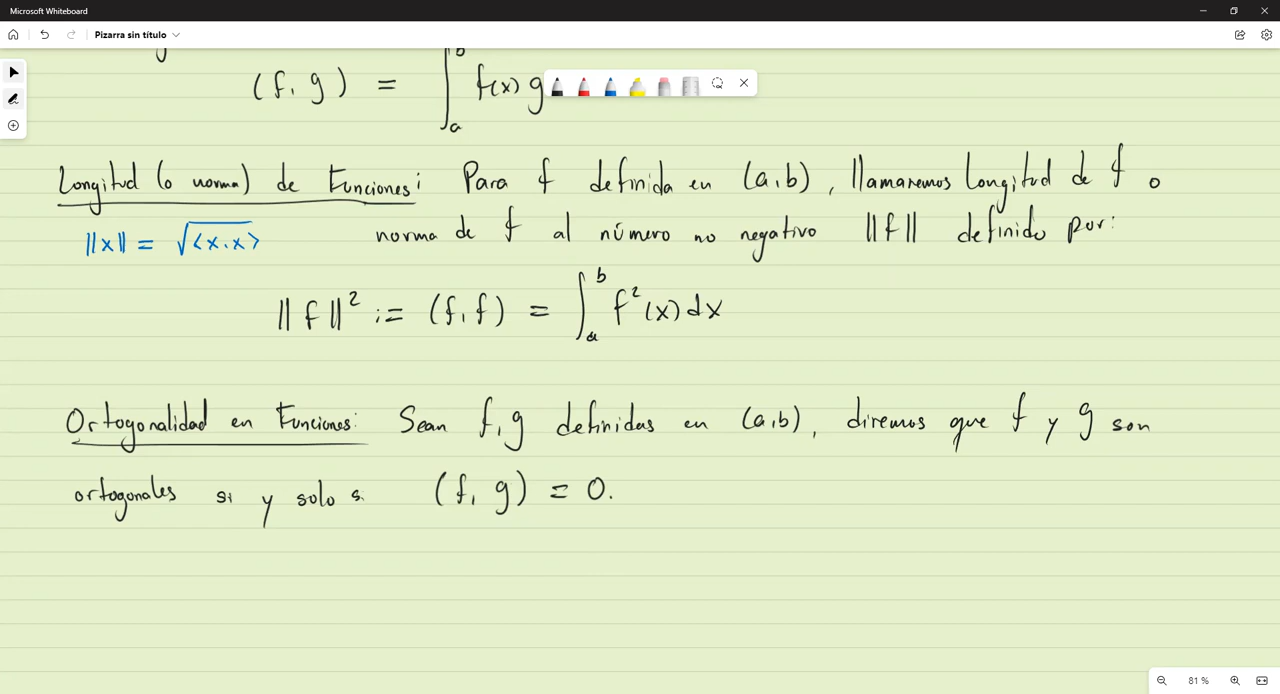 Microsoft Whiteboard
Pizarra sin título
(f, g) = ∫ₐᵇ f(x) g
Longitud (o norma) de Funciones: Para f definida en (a,b), llamaremos longitud de f o
||x|| = √<x,x> norma de f al número no negativo ||f|| definido por:
||f||² := (f,f) = ∫ₐᵇ f²(x) dx
Ortogonalidad en Funciones: Sean f,g definidas en (a,b), diremos que f y g son
ortogonales si y solo si (f, g) = 0.
81 %